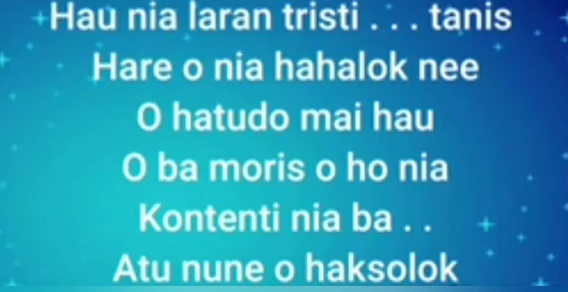 Hau nia laran tristi . . . tanis
Hare o nia hahalok nee
O hatudo mai hau
O ba moris o ho nia
Kontenti nia ba . .
Atu nune o haksolok